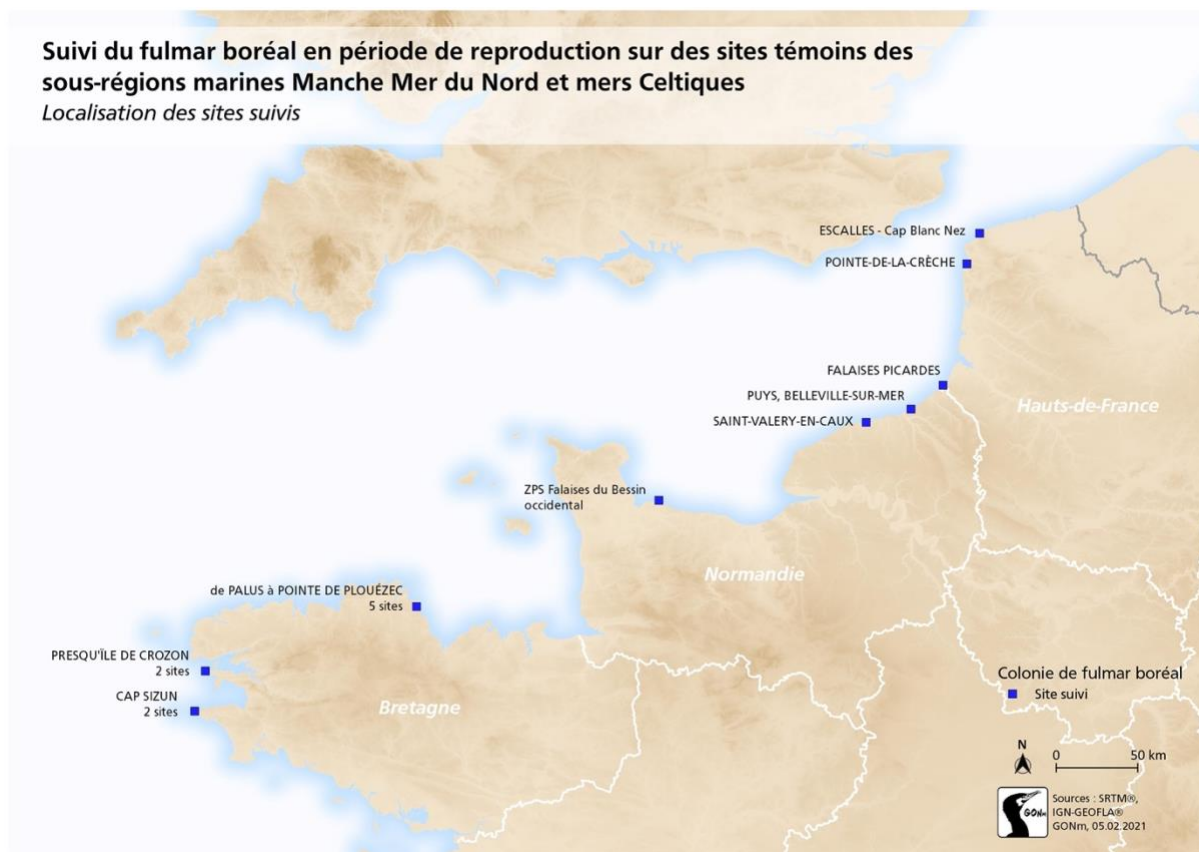 Suivi du fulmar boréal en période de reproduction sur des sites témoins des
sous-régions marines Manche Mer du Nord et mers Celtiques
Localisation des sites suivis
ESCALLES - Cap Blanc Nez
POINTE-DE-LA-CRÈCHE
FALAISES PICARDES
PUYS, BELLEVILLE-SUR-MER
Hauts-de-France
SAINT-VALERY-EN-CAUX
ZPS Falaises du Bessin
occidental
Normandie
de PALUS à POINTE DE PLOUÉZEC
5 sites
PRESQU'ÎLE DE CROZON
2 sites
CAP SIZUN
2 sites
Bretagne
Colonie de fulmar boréal
Site suivi
N
0 50 km
GONm
Sources : SRTM®,
IGN-GEOFLA®
GONm, 05.02.2021